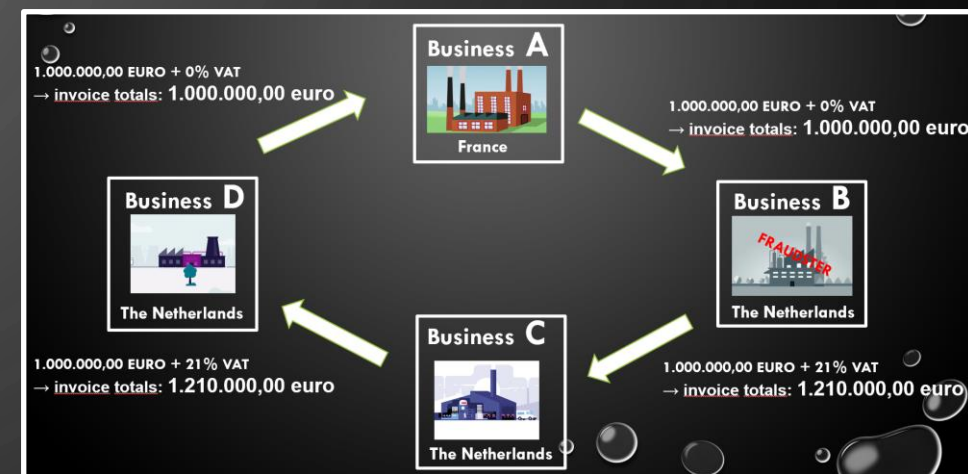 Business A
France
1.000.000,00 EURO + 0% VAT
→ invoice totals: 1.000.000,00 euro
Business B
FRAUDSTER
The Netherlands
1.000.000,00 EURO + 21% VAT
→ invoice totals: 1.210.000,00 euro
Business C
The Netherlands
1.000.000,00 EURO + 21% VAT
→ invoice totals: 1.210.000,00 euro
Business D
The Netherlands
1.000.000,00 EURO + 0% VAT
→ invoice totals: 1.000.000,00 euro